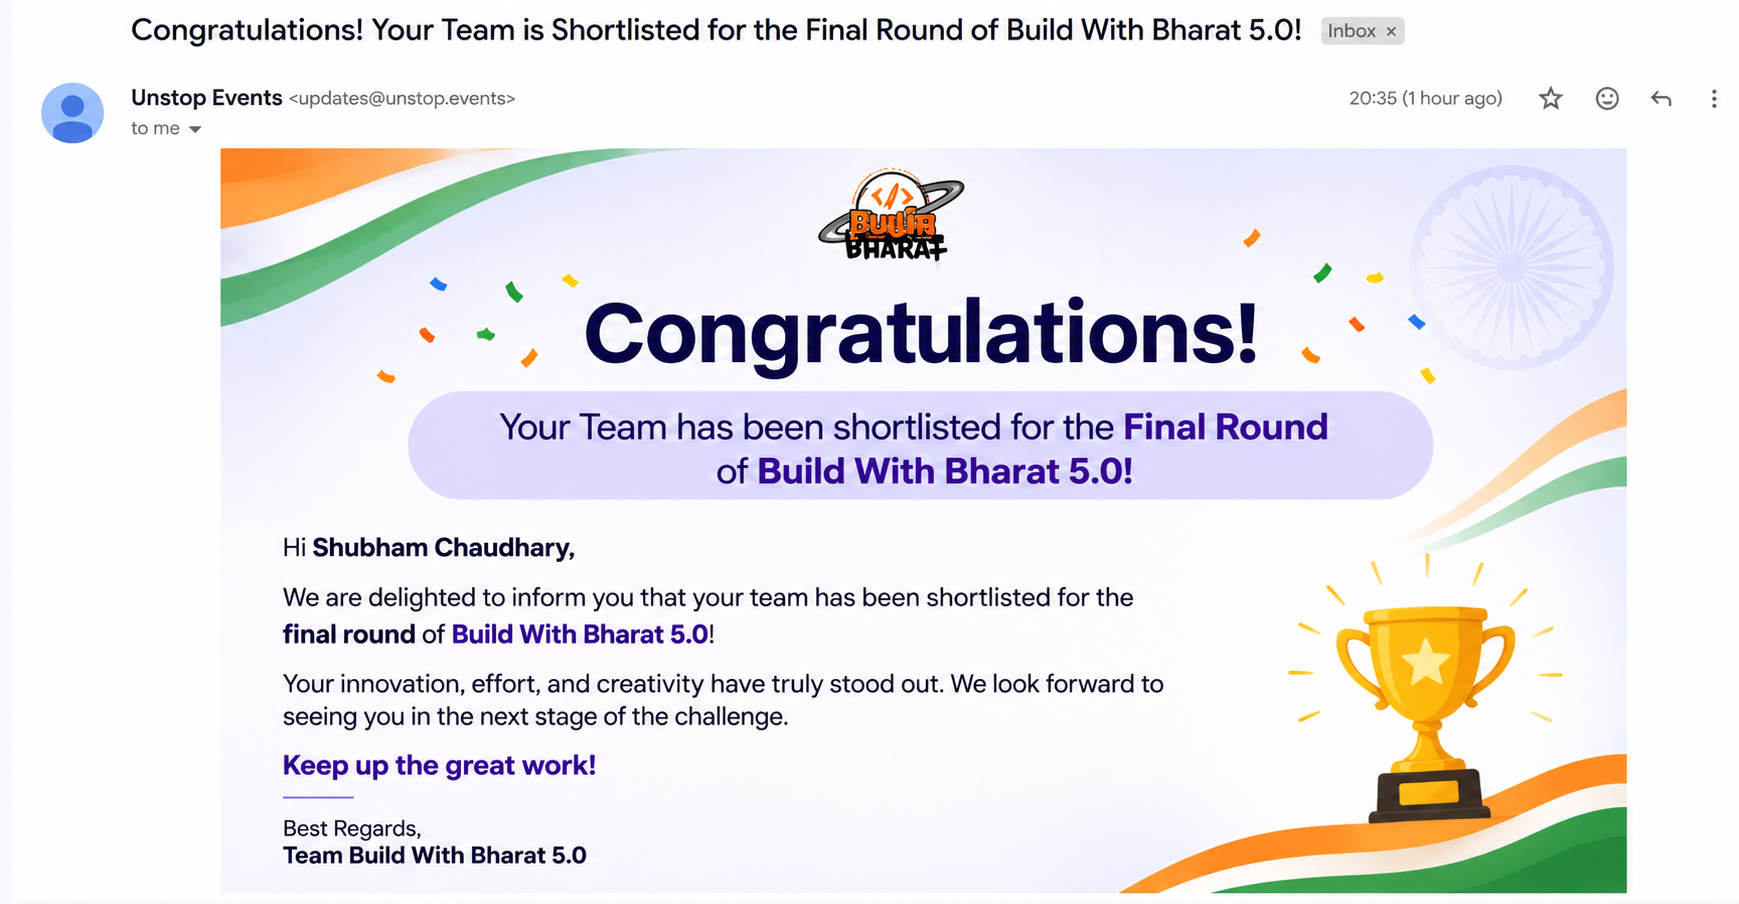 Congratulations! Your Team is Shortlisted for the Final Round of Build With Bharat 5.0! Inbox ×
Unstop Events <updates@unstop.events> 20:35 (1 hour ago)
to me
</>
BHARAT
Congratulations!
Your Team has been shortlisted for the Final Round
of Build With Bharat 5.0!
Hi Shubham Chaudhary,
We are delighted to inform you that your team has been shortlisted for the
final round of Build With Bharat 5.0!
Your innovation, effort, and creativity have truly stood out. We look forward to
seeing you in the next stage of the challenge.
Keep up the great work!
Best Regards,
Team Build With Bharat 5.0